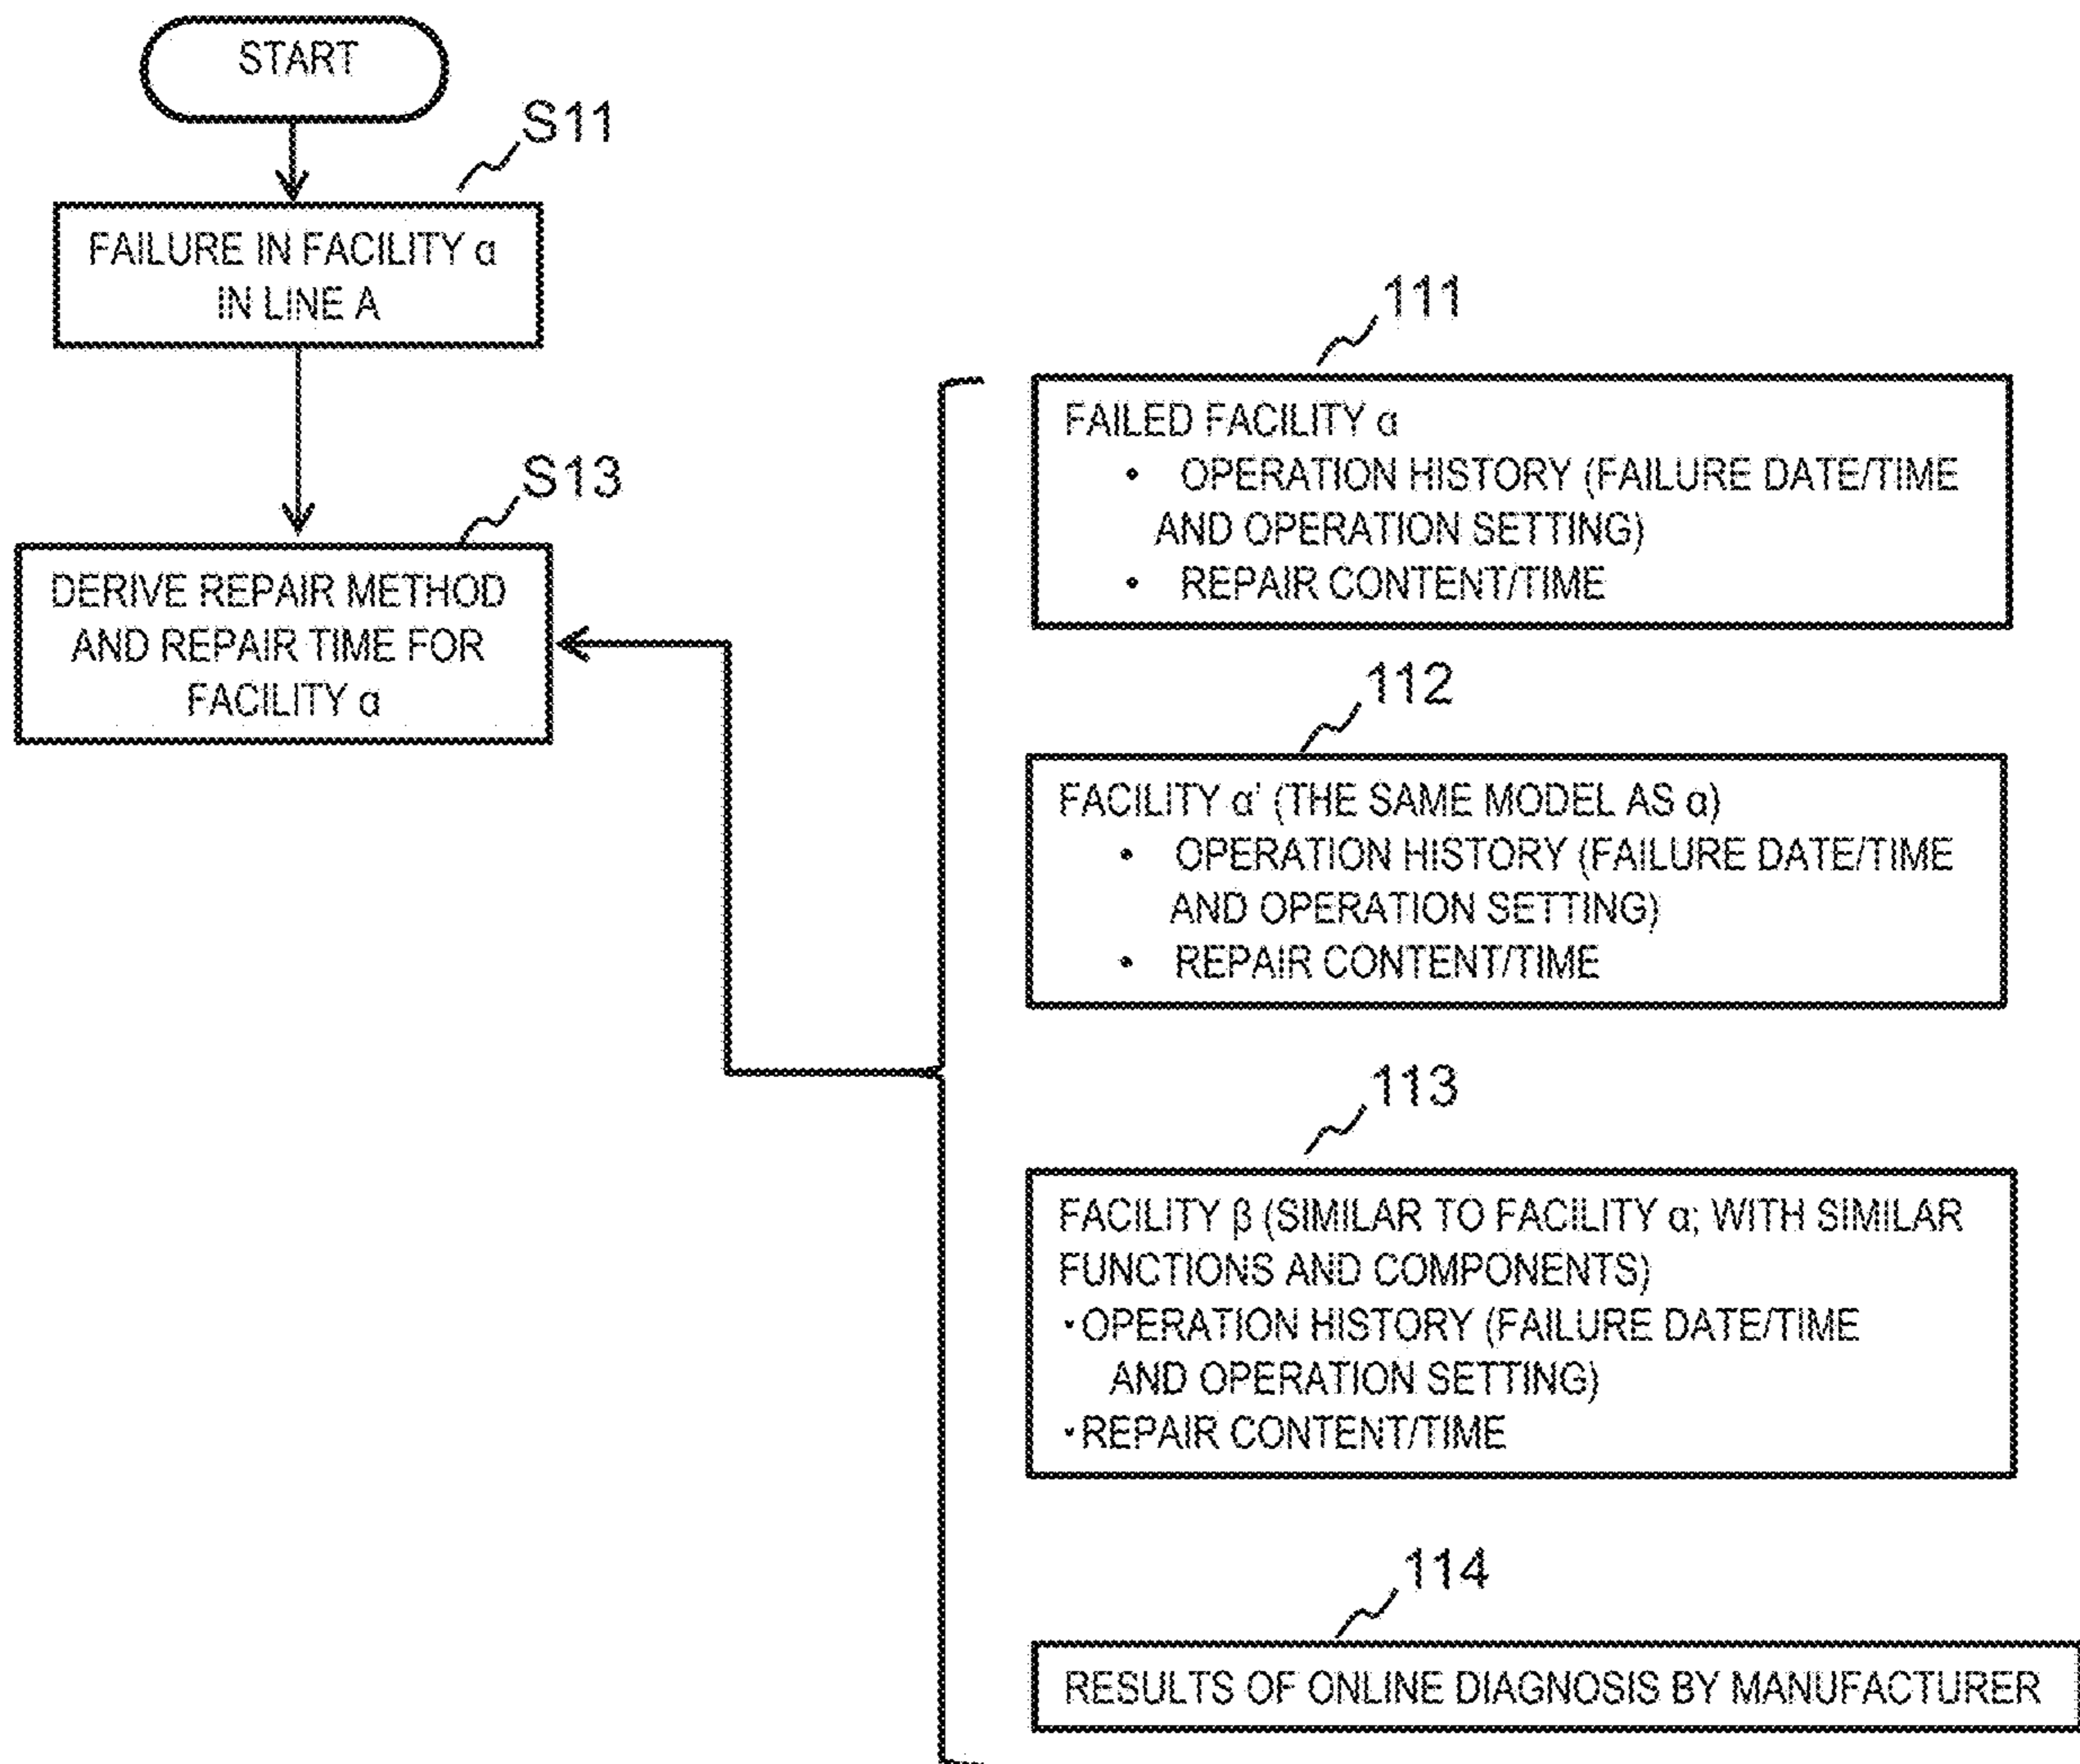 START
S11
FAILURE IN FACILITY α
IN LINE A
S13
DERIVE REPAIR METHOD
AND REPAIR TIME FOR
FACILITY α
111
FAILED FACILITY α
• OPERATION HISTORY (FAILURE DATE/TIME
AND OPERATION SETTING)
• REPAIR CONTENT/TIME
112
FACILITY α' (THE SAME MODEL AS α)
• OPERATION HISTORY (FAILURE DATE/TIME
AND OPERATION SETTING)
• REPAIR CONTENT/TIME
113
FACILITY β (SIMILAR TO FACILITY α; WITH SIMILAR
FUNCTIONS AND COMPONENTS)
・OPERATION HISTORY (FAILURE DATE/TIME
AND OPERATION SETTING)
・REPAIR CONTENT/TIME
114
RESULTS OF ONLINE DIAGNOSIS BY MANUFACTURER